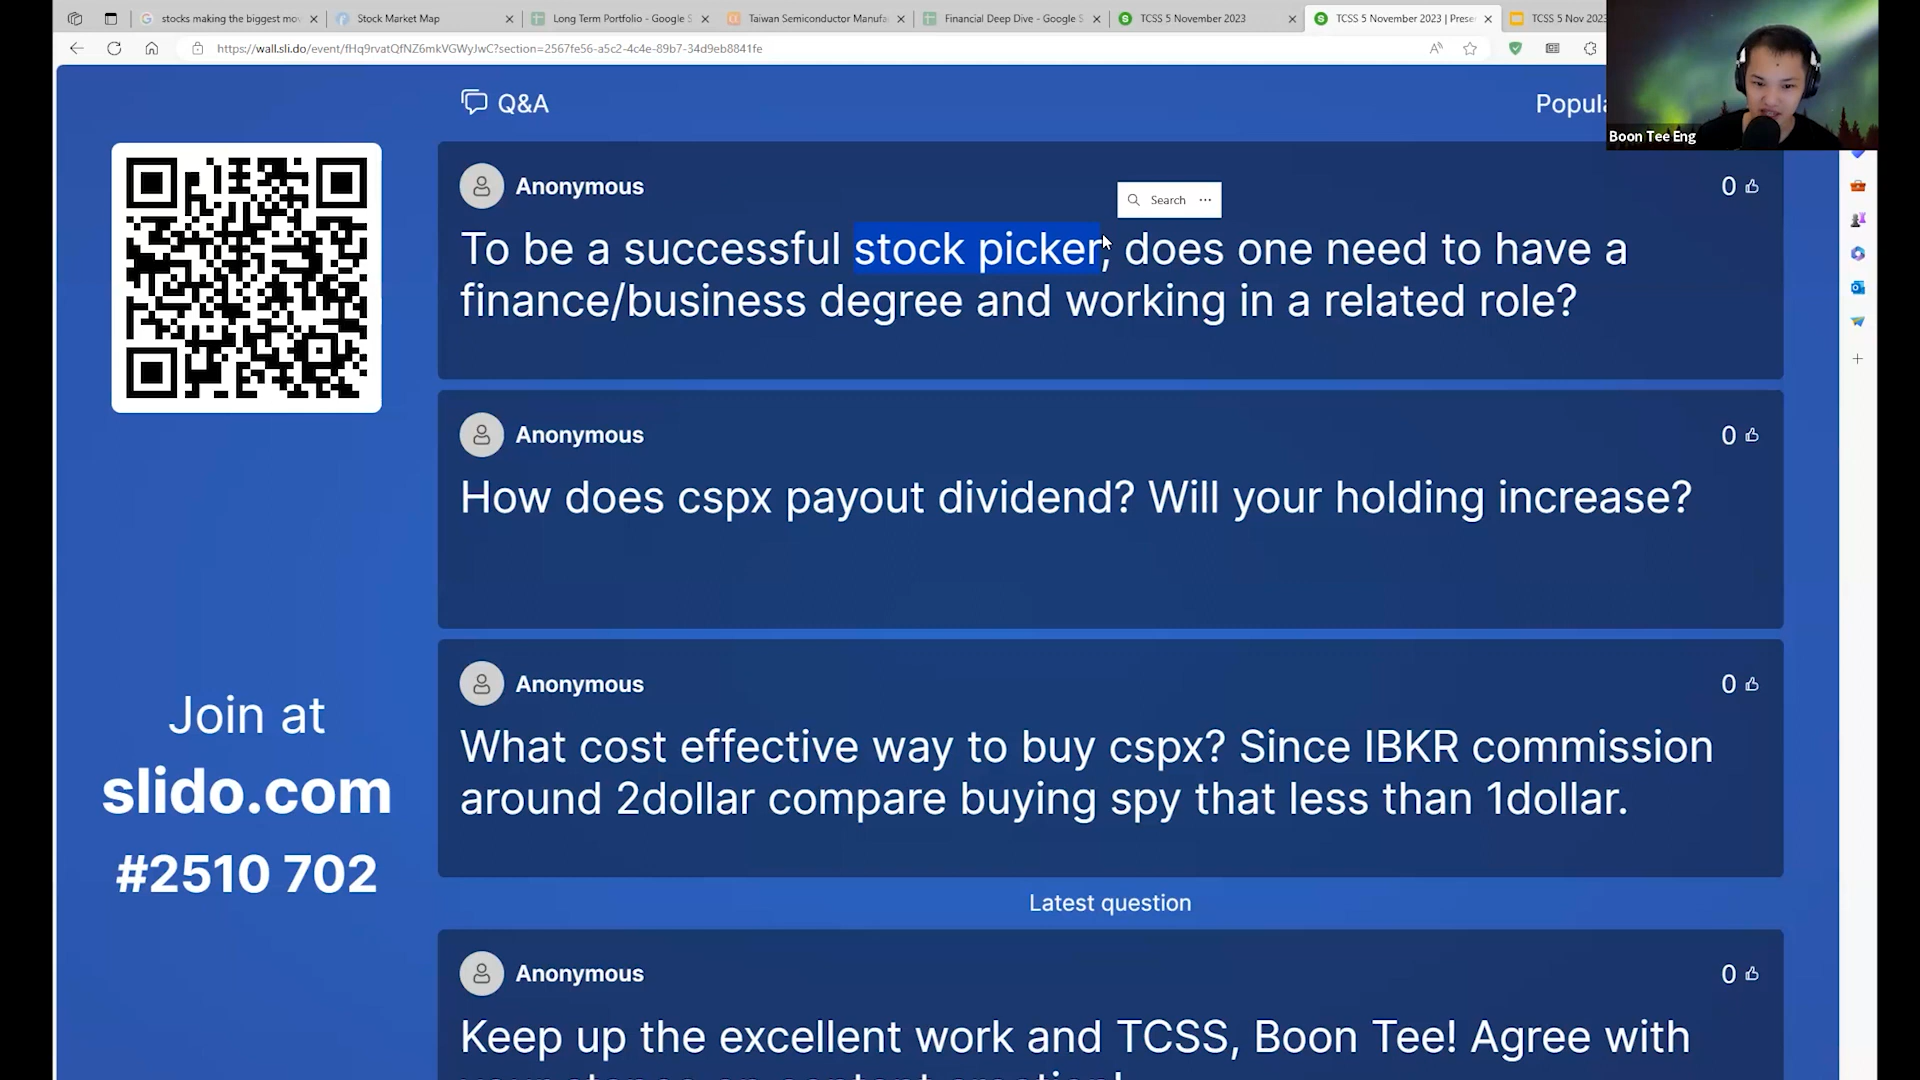 stocks making the biggest mov
Stock Market Map
Long Term Portfolio - Google S
Taiwan Semiconductor Manufa
Financial Deep Dive - Google S
TCSS 5 November 2023
TCSS 5 November 2023 | Prese
TCSS 5 Nov 2023
https://wall.sli.do/event/fHq9rvatQfNZ6mkVGWyJwC?section=2567fe56-a5c2-4c4e-89b7-34d9eb8841fe
Q&A
Popula
Boon Tee Eng
Anonymous
0
Search
To be a successful stock picker, does one need to have a
finance/business degree and working in a related role?
Anonymous
0
How does cspx payout dividend? Will your holding increase?
Anonymous
0
What cost effective way to buy cspx? Since IBKR commission
around 2dollar compare buying spy that less than 1dollar.
Join at
slido.com
#2510 702
Latest question
Anonymous
0
Keep up the excellent work and TCSS, Boon Tee! Agree with